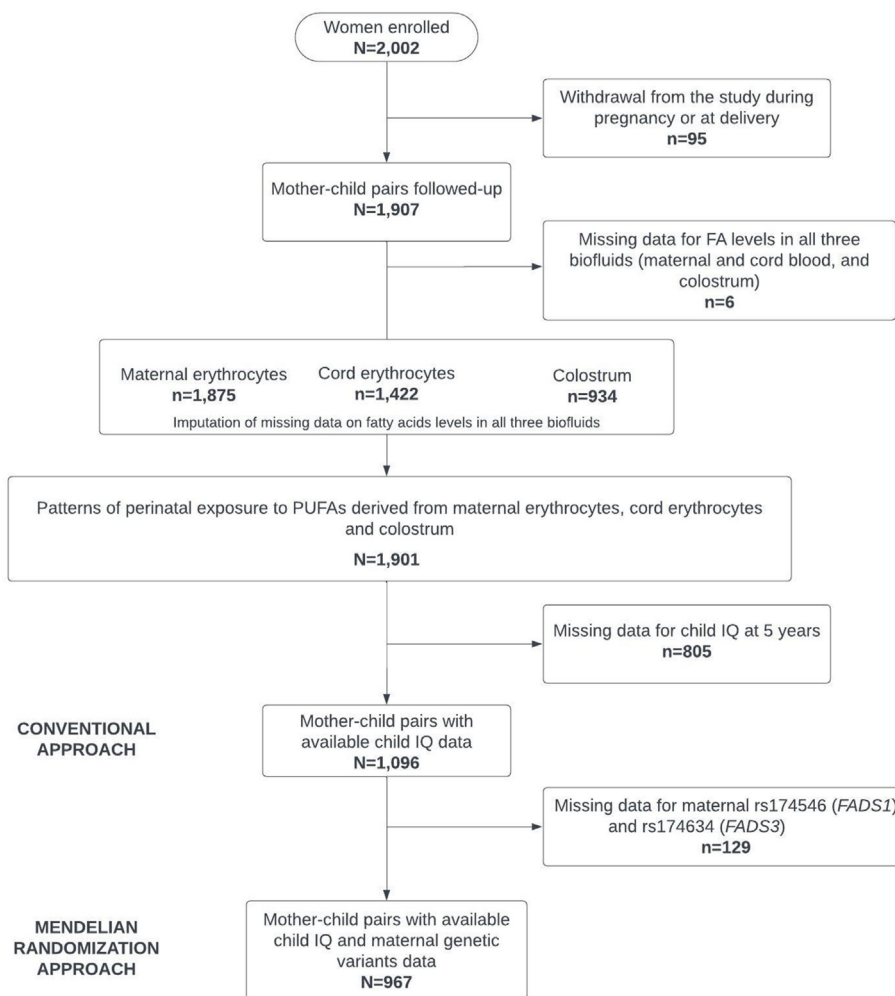 Women enrolled
N=2,002
Withdrawal from the study during
pregnancy or at delivery
n=95
Mother-child pairs followed-up
N=1,907
Missing data for FA levels in all three
biofluids (maternal and cord blood, and
colostrum)
n=6
Maternal erythrocytes
n=1,875
Cord erythrocytes
n=1,422
Colostrum
n=934
Imputation of missing data on fatty acids levels in all three biofluids
Patterns of perinatal exposure to PUFAs derived from maternal erythrocytes, cord erythrocytes
and colostrum
N=1,901
Missing data for child IQ at 5 years
n=805
CONVENTIONAL
APPROACH
Mother-child pairs with
available child IQ data
N=1,096
Missing data for maternal rs174546 (FADS1)
and rs174634 (FADS3)
n=129
MENDELIAN
RANDOMIZATION
APPROACH
Mother-child pairs with available
child IQ and maternal genetic
variants data
N=967